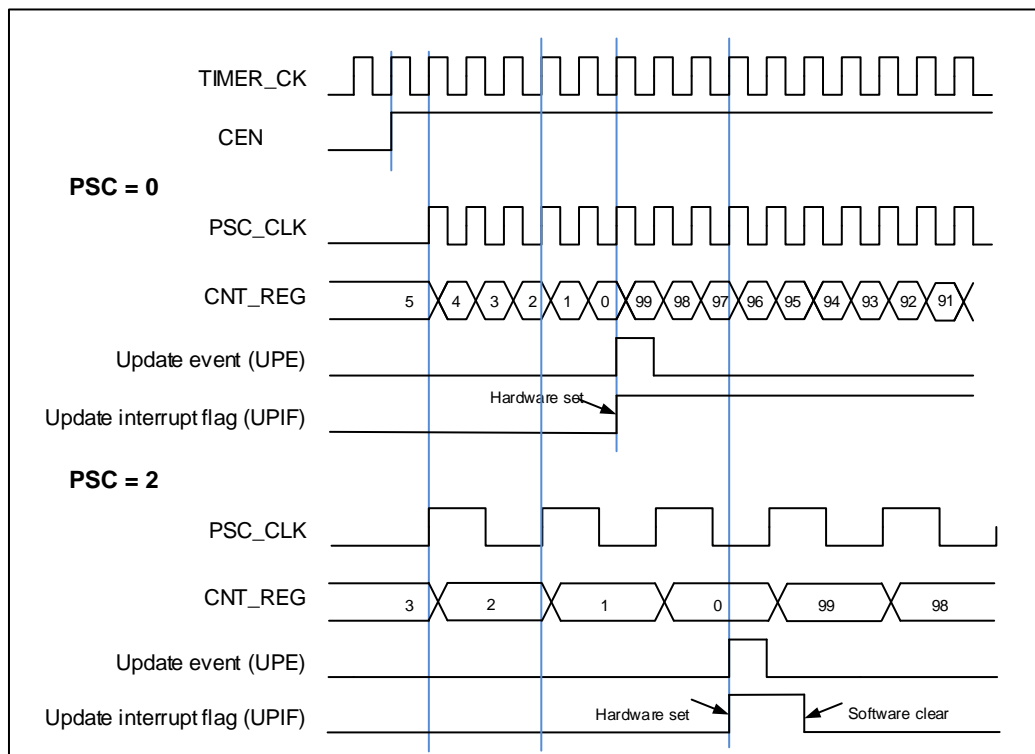 TIMER_CK
CEN
PSC = 0
PSC_CLK
CNT_REG 5 4 3 2 1 0 99 98 97 96 95 94 93 92 91
Update event (UPE)
Hardware set
Update interrupt flag (UPIF)
PSC = 2
PSC_CLK
CNT_REG 3 2 1 0 99 98
Update event (UPE)
Update interrupt flag (UPIF) Hardware set Software clear